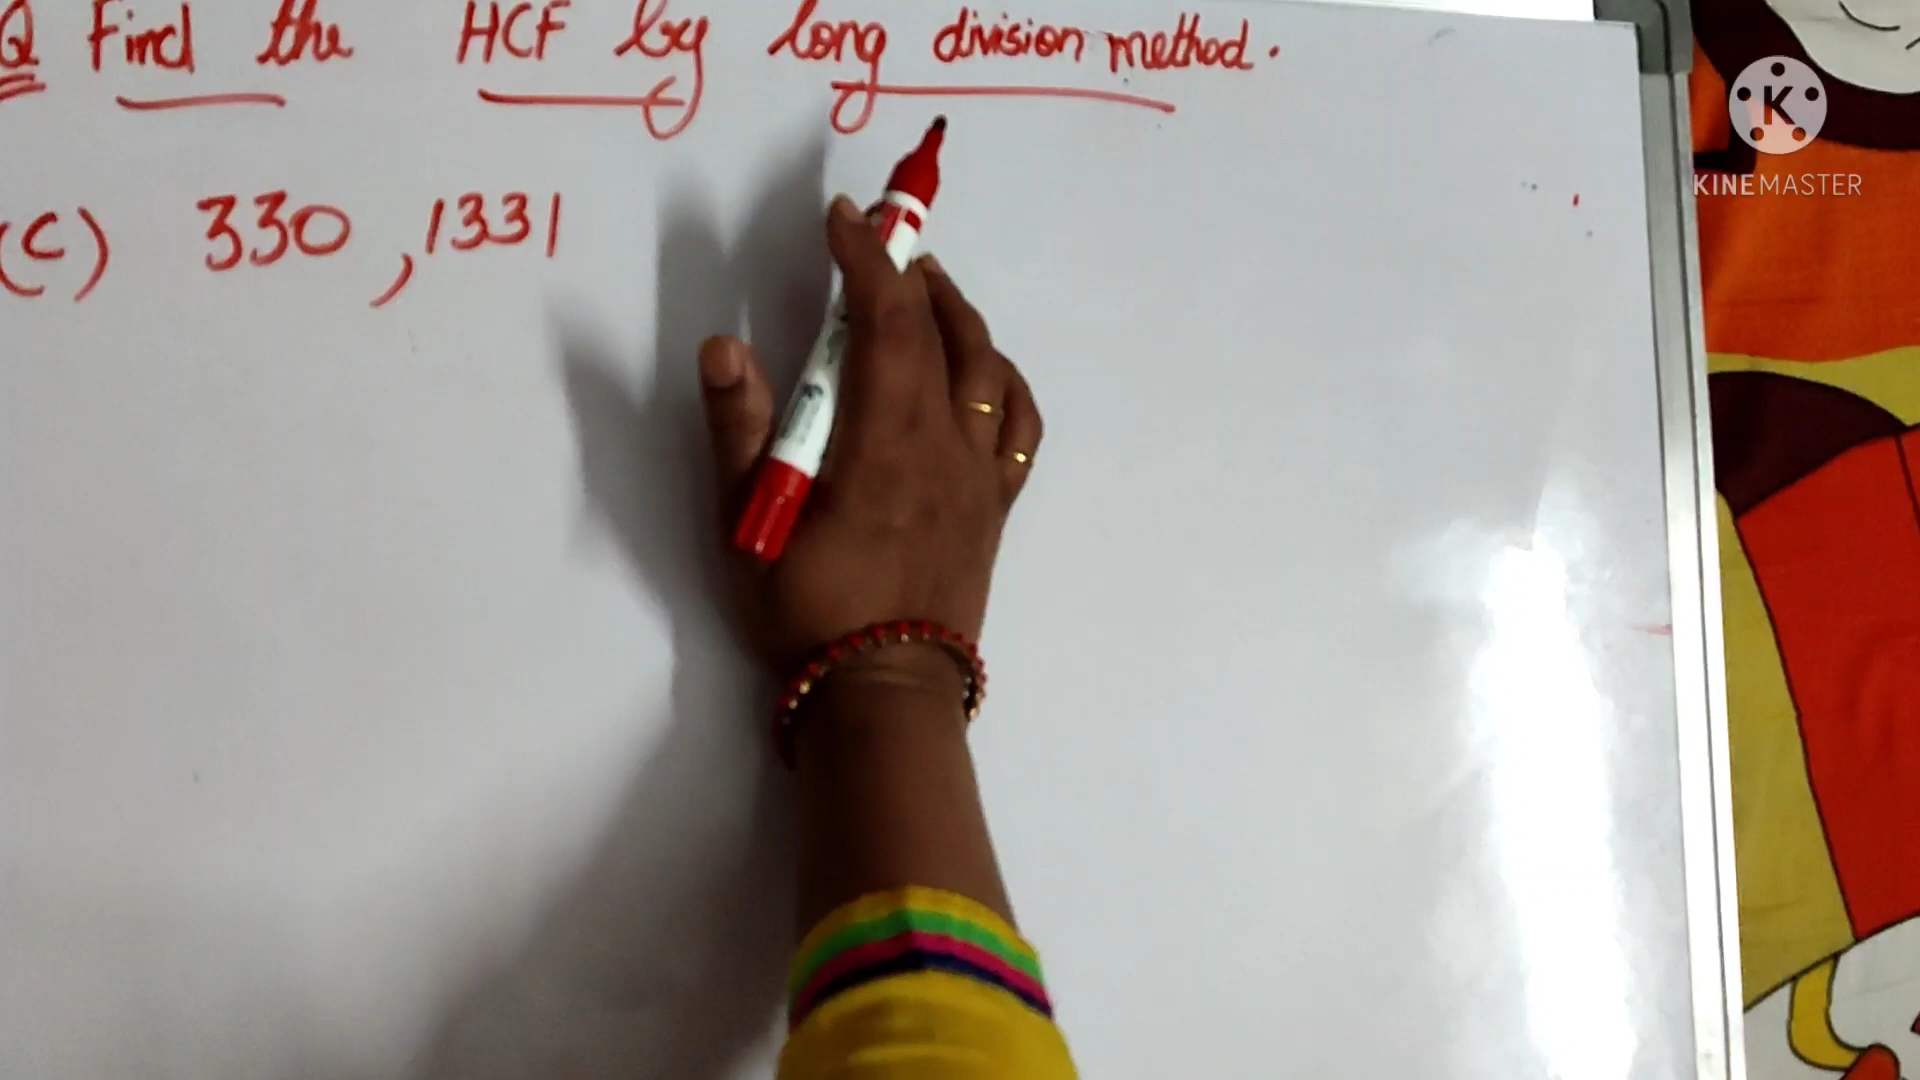 Q Find the HCF by long division method.
K
KINEMASTER
(C) 330, 1331